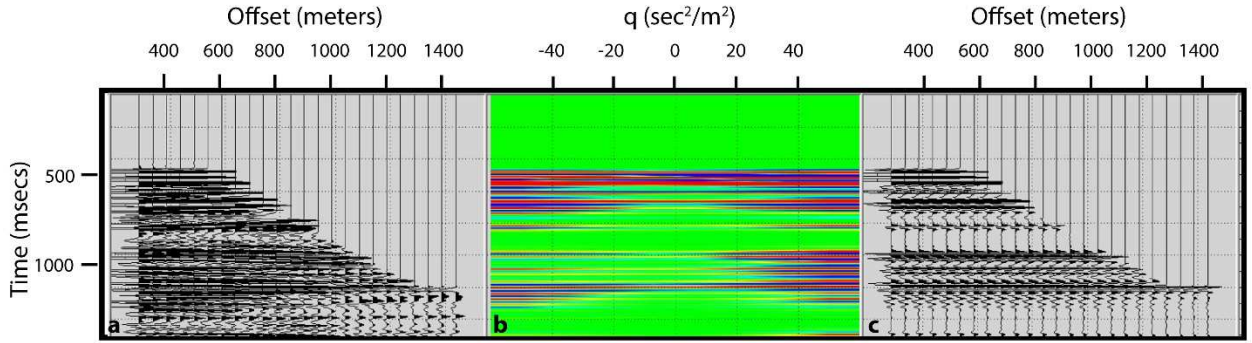 Offset (meters) q (sec²/m²) Offset (meters)
400 600 800 1000 1200 1400 -40 -20 0 20 40 400 600 800 1000 1200 1400
Time (msecs)
500
1000
a b c